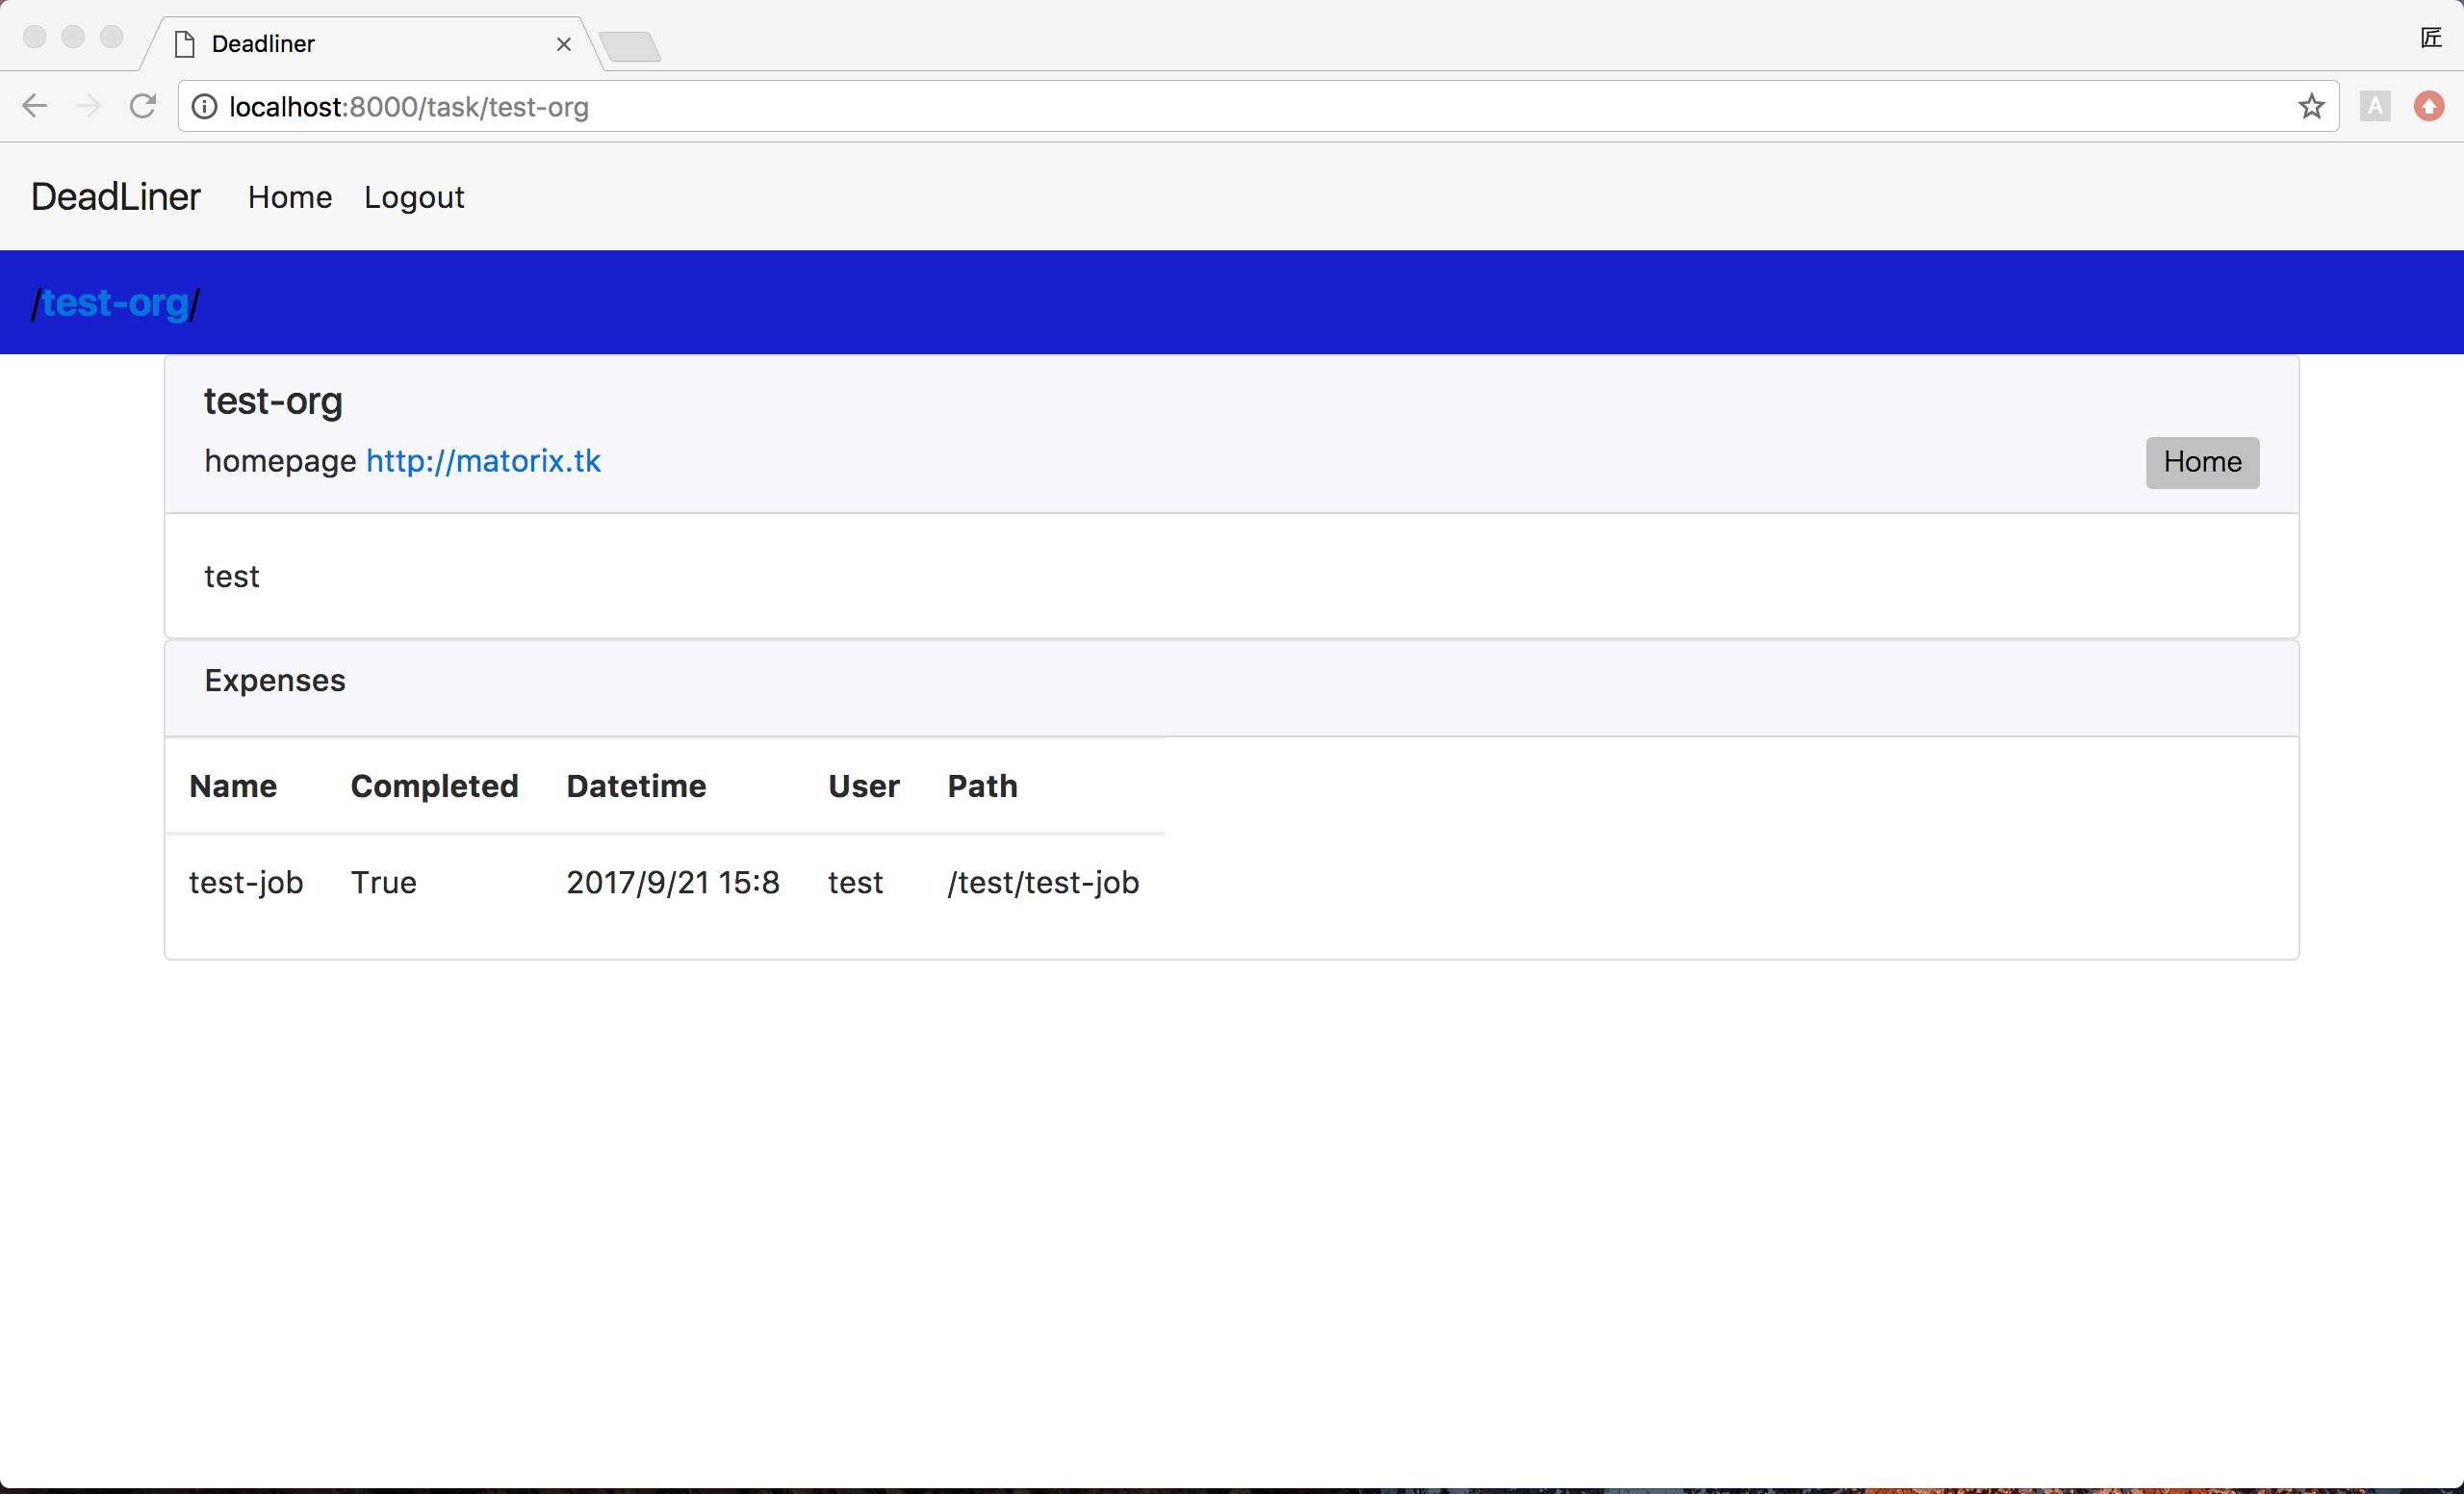 Deadliner
匠
localhost:8000/task/test-org
A
DeadLiner Home Logout
/test-org/
test-org
homepage http://matorix.tk
Home
test
Expenses
Name Completed Datetime User Path
test-job True 2017/9/21 15:8 test /test/test-job